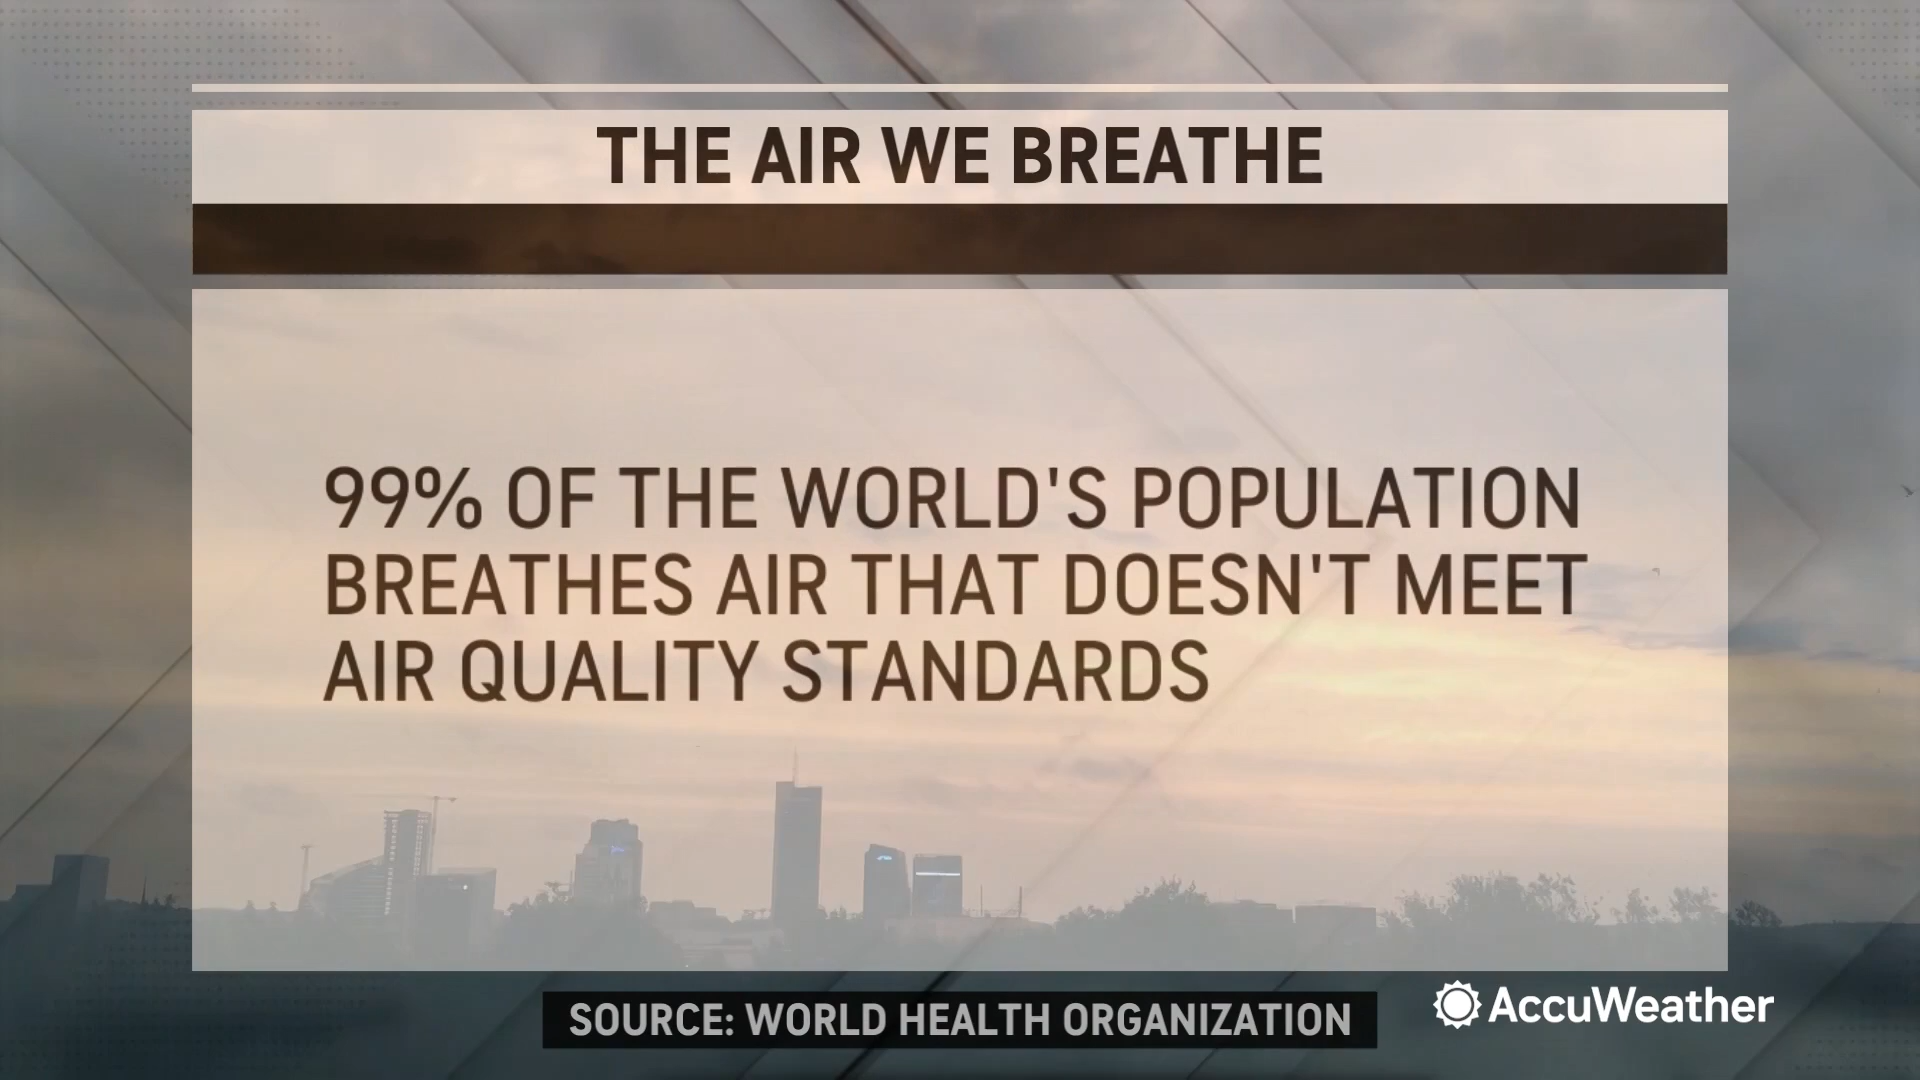 THE AIR WE BREATHE
99% OF THE WORLD'S POPULATION
BREATHES AIR THAT DOESN'T MEET
AIR QUALITY STANDARDS
SOURCE: WORLD HEALTH ORGANIZATION
AccuWeather